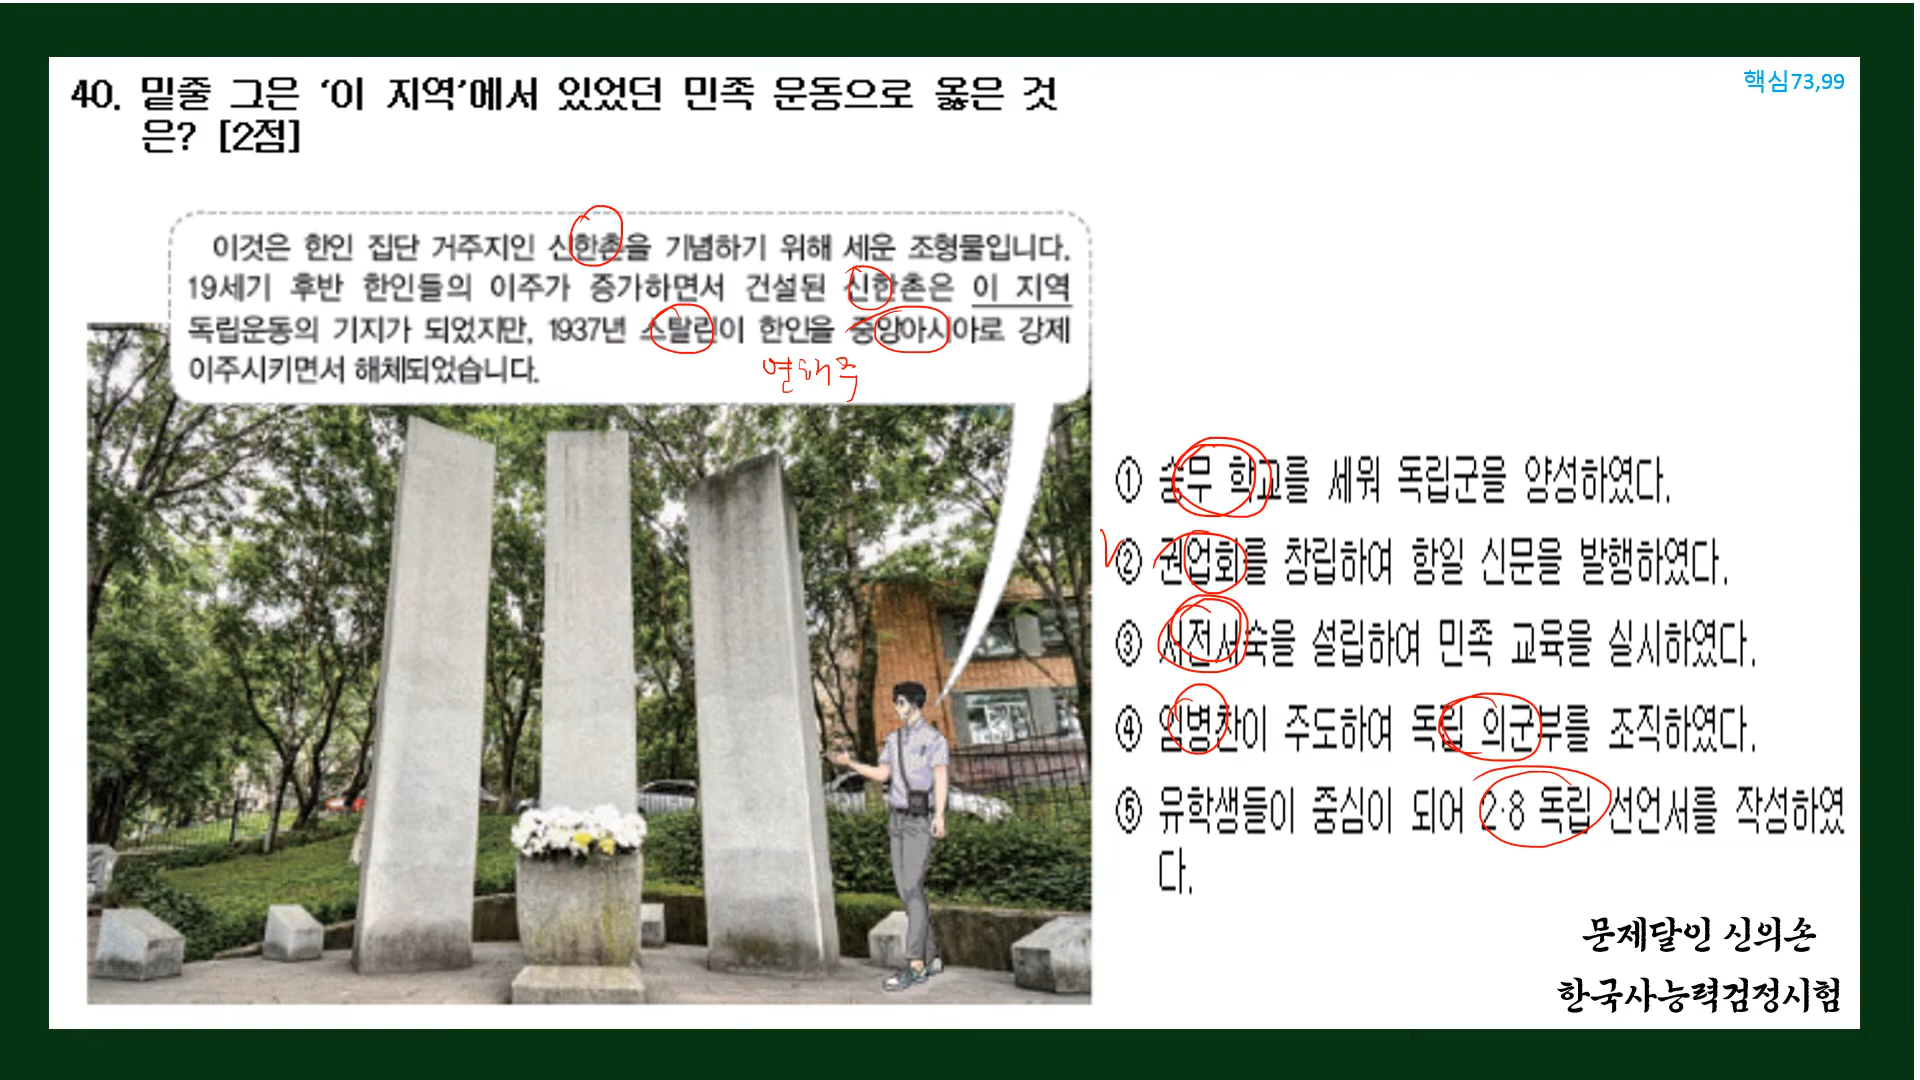 핵심73,99
40. 밑줄 그은 '이 지역'에서 있었던 민족 운동으로 옳은 것
은? [2점]
이것은 한인 집단 거주지인 신한촌을 기념하기 위해 세운 조형물입니다.
19세기 후반 한인들의 이주가 증가하면서 건설된 신한촌은 이 지역
독립운동의 기지가 되었지만, 1937년 스탈린이 한인을 중앙아시아로 강제
이주시키면서 해체되었습니다.
연해주
① 숭무 학교를 세워 독립군을 양성하였다.
② 권업회를 창립하여 항일 신문을 발행하였다.
③ 서전서숙을 설립하여 민족 교육을 실시하였다.
④ 임병찬이 주도하여 독립 의군부를 조직하였다.
⑤ 유학생들이 중심이 되어 2·8 독립 선언서를 작성하였
다.
문제달인 신의손
한국사능력검정시험